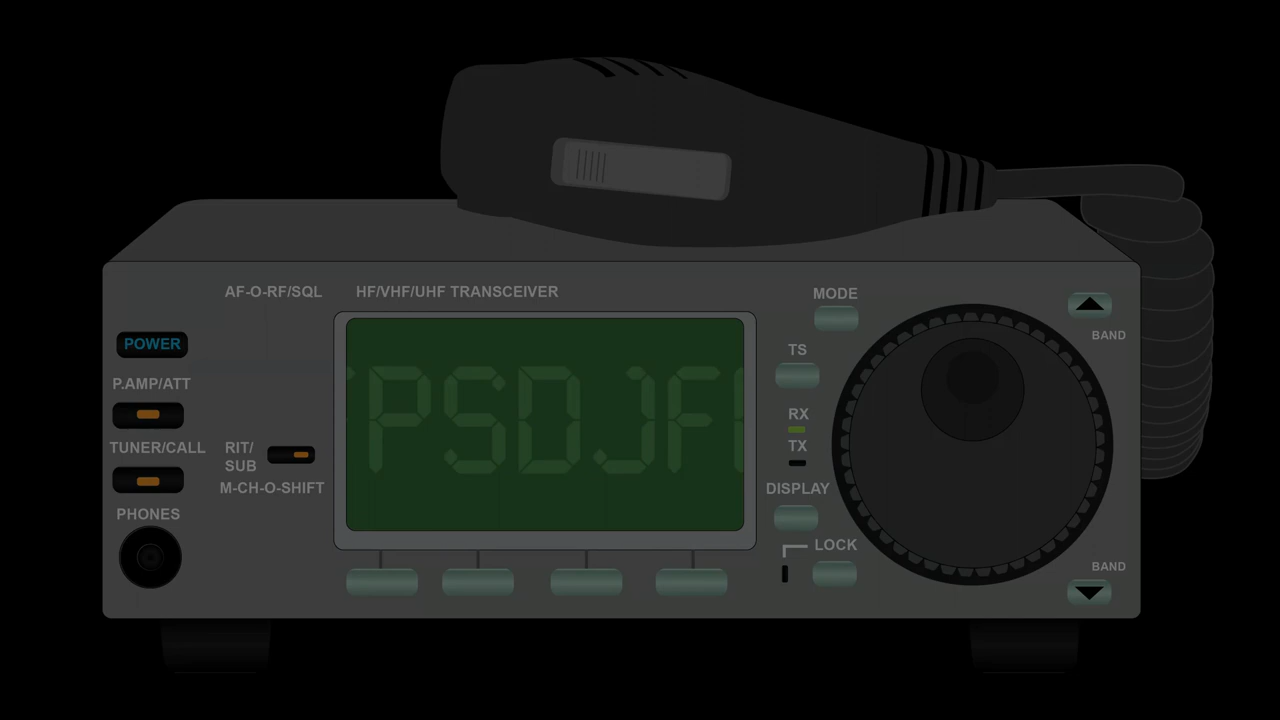 AF-O-RF/SQL
HF/VHF/UHF TRANSCEIVER
MODE
POWER
BAND
TS
P.AMP/ATT
PSDJF
RX
TUNER/CALL
RIT/
SUB
TX
M-CH-O-SHIFT
DISPLAY
PHONES
LOCK
BAND